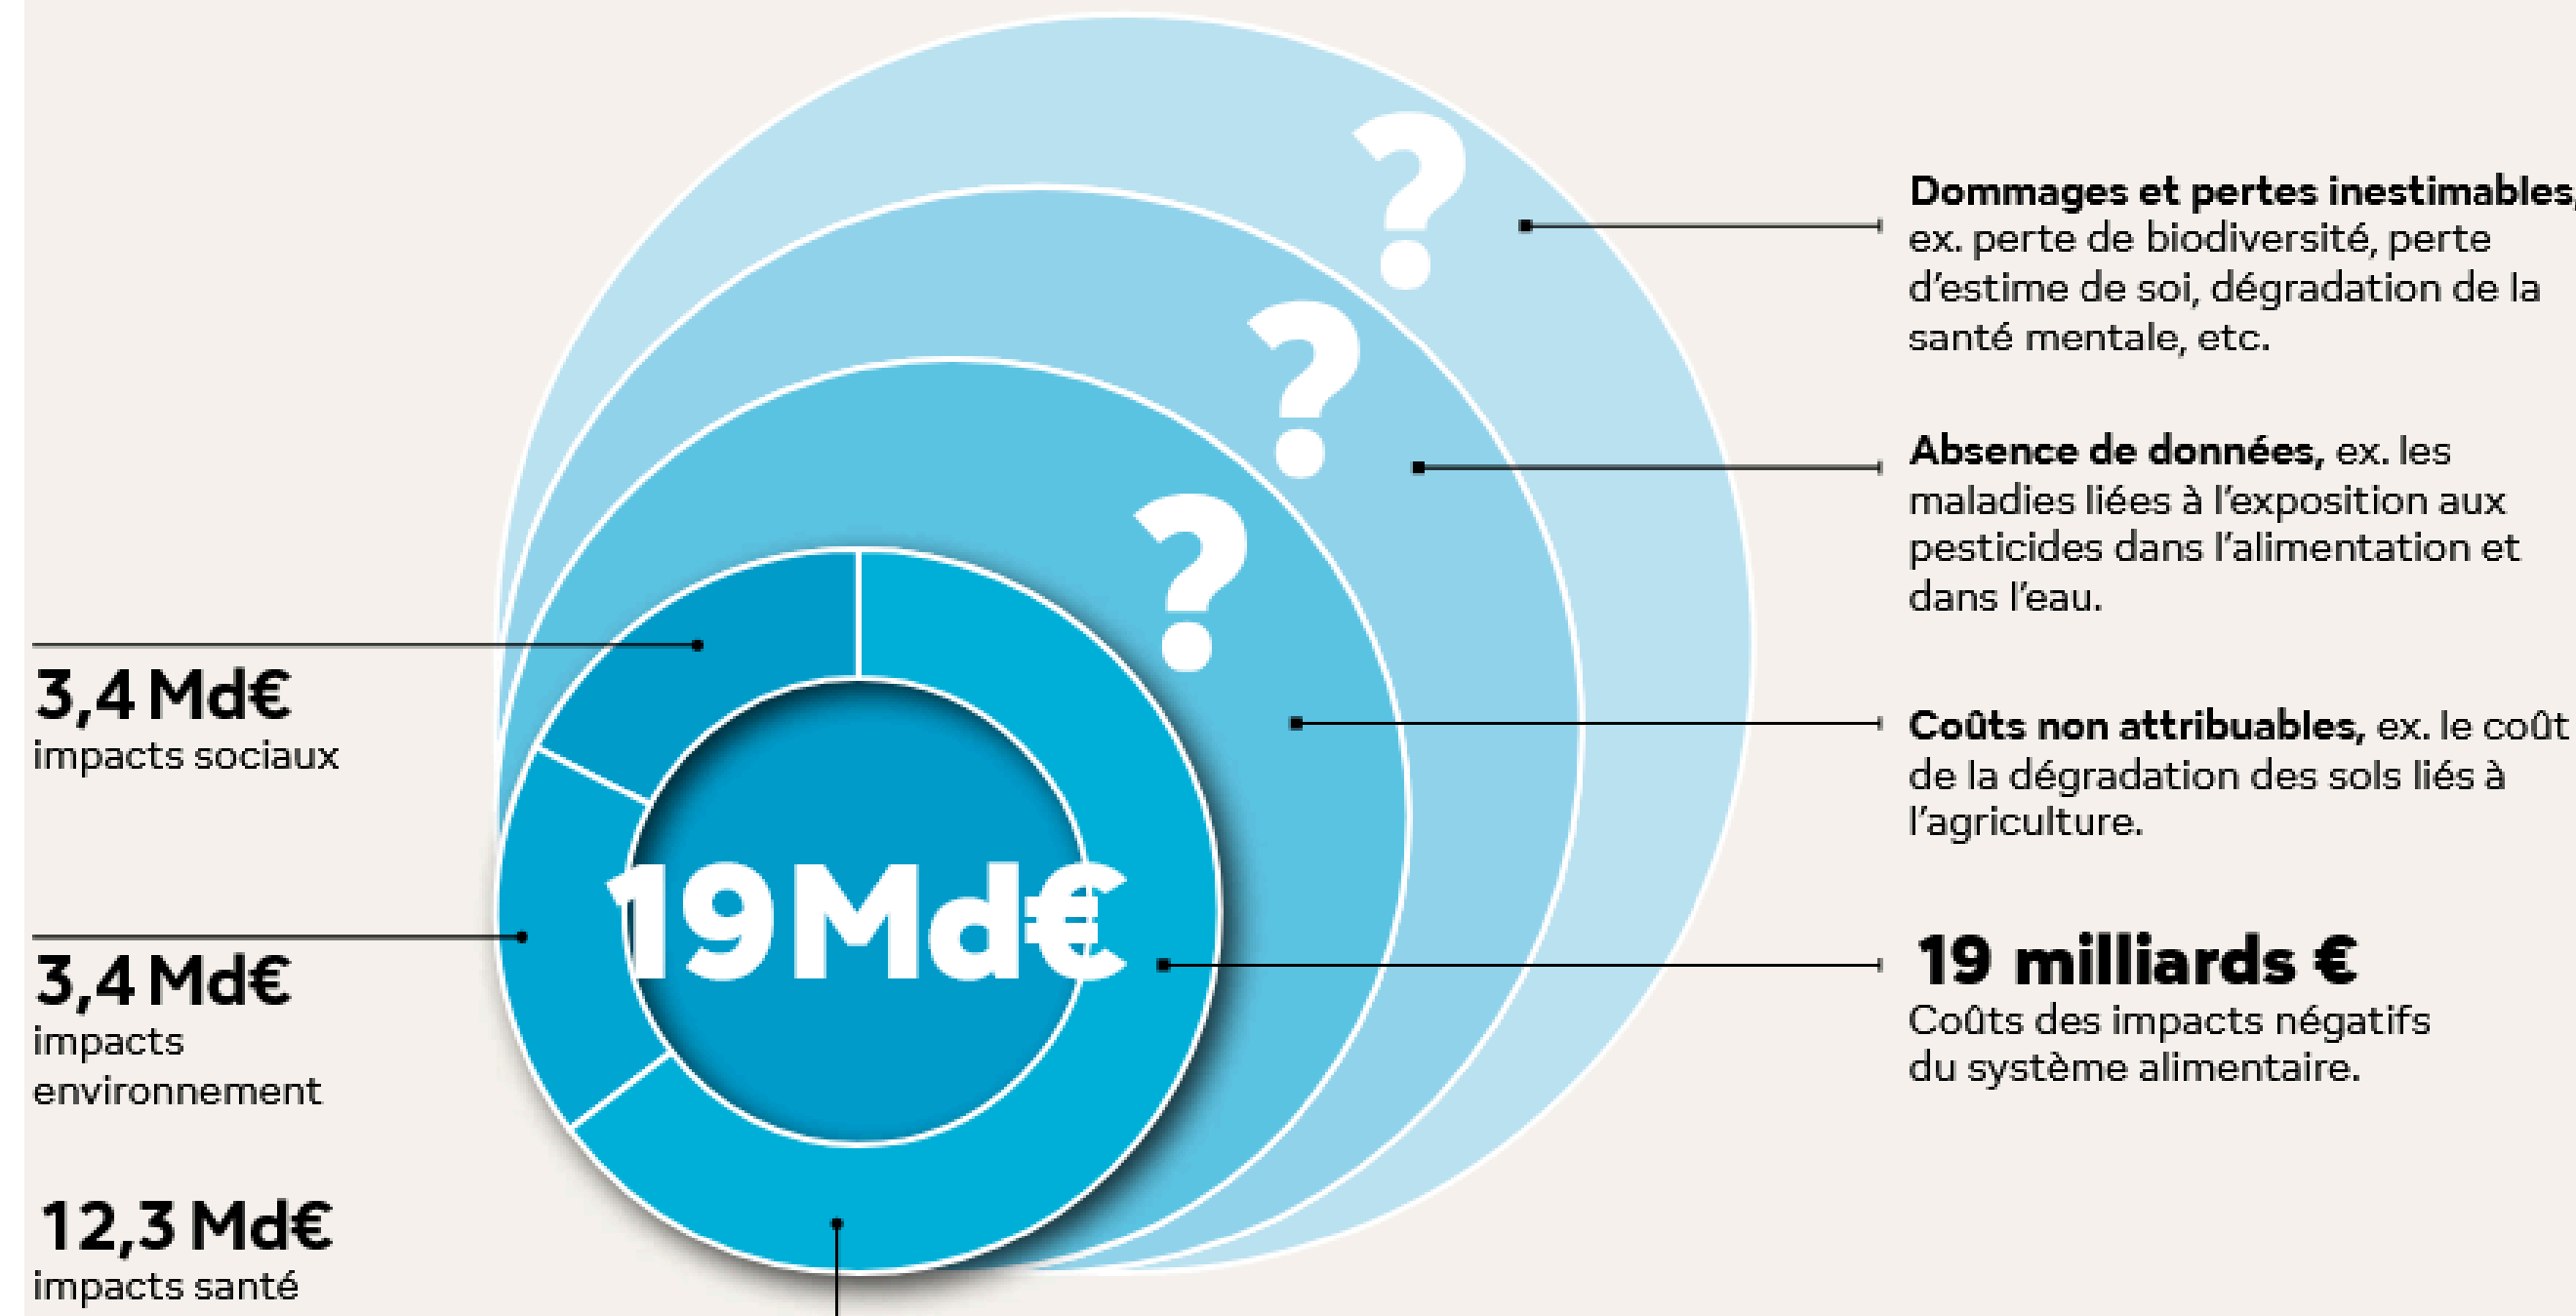 ?
?
?
19 Md€
3,4 Md€
impacts sociaux
3,4 Md€
impacts
environnement
12,3 Md€
impacts santé
Dommages et pertes inestimables,
ex. perte de biodiversité, perte
d'estime de soi, dégradation de la
santé mentale, etc.
Absence de données, ex. les
maladies liées à l'exposition aux
pesticides dans l'alimentation et
dans l'eau.
Coûts non attribuables, ex. le coût
de la dégradation des sols liés à
l'agriculture.
19 milliards €
Coûts des impacts négatifs
du système alimentaire.